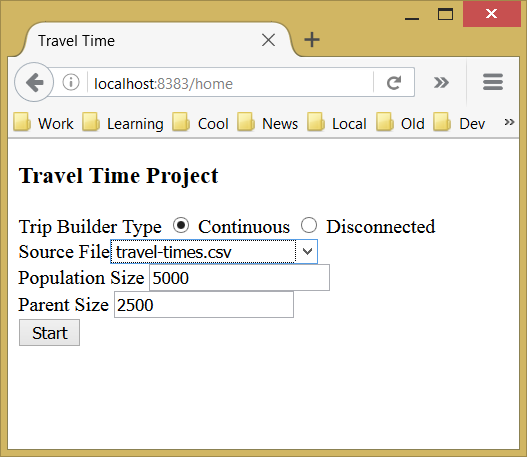 Travel Time
localhost:8383/home
Work Learning Cool News Local Old Dev
Travel Time Project
Trip Builder Type Continuous Disconnected
Source File travel-times.csv
Population Size 5000
Parent Size 2500
Start